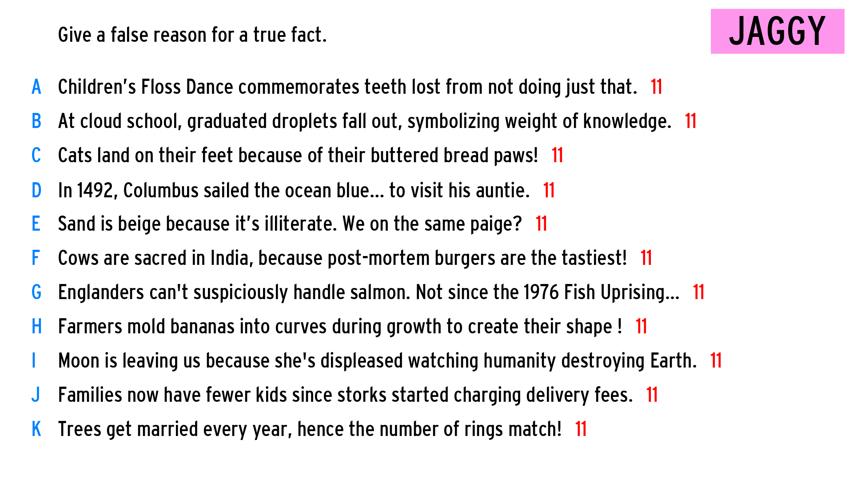 Give a false reason for a true fact.
JAGGY
A Children's Floss Dance commemorates teeth lost from not doing just that. 11
B At cloud school, graduated droplets fall out, symbolizing weight of knowledge. 11
C Cats land on their feet because of their buttered bread paws! 11
D In 1492, Columbus sailed the ocean blue... to visit his auntie. 11
E Sand is beige because it's illiterate. We on the same paige? 11
F Cows are sacred in India, because post-mortem burgers are the tastiest! 11
G Englanders can't suspiciously handle salmon. Not since the 1976 Fish Uprising... 11
H Farmers mold bananas into curves during growth to create their shape ! 11
I Moon is leaving us because she's displeased watching humanity destroying Earth. 11
J Families now have fewer kids since storks started charging delivery fees. 11
K Trees get married every year, hence the number of rings match! 11